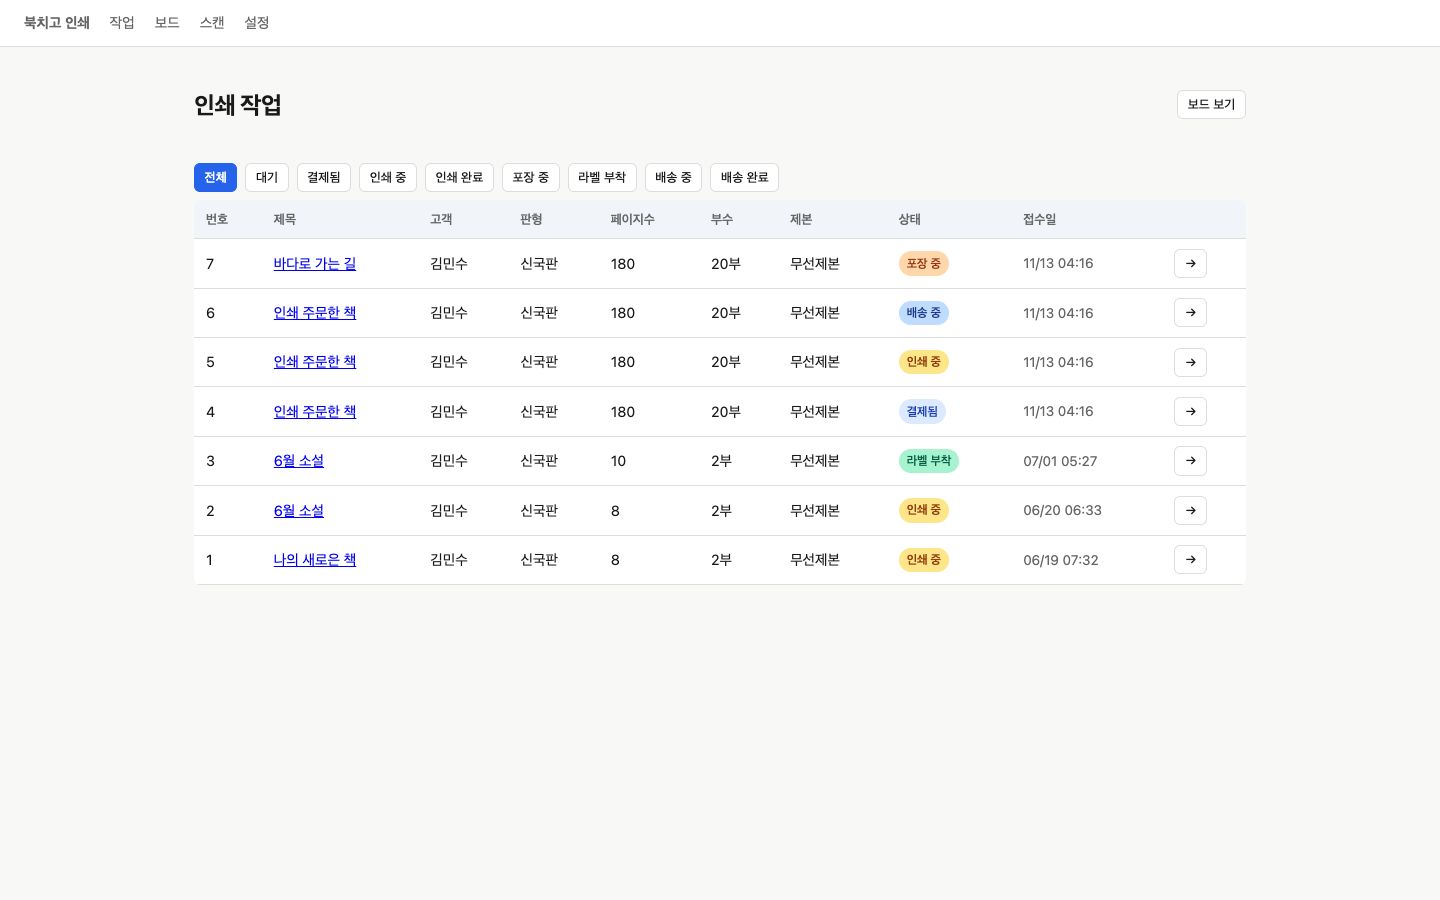 북치고 인쇄 작업 보드 스캔 설정
인쇄 작업 보드 보기
전체 대기 결제됨 인쇄 중 인쇄 완료 포장 중 라벨 부착 배송 중 배송 완료
번호 제목 고객 판형 페이지수 부수 제본 상태 접수일
7 바다로 가는 길 김민수 신국판 180 20부 무선제본 포장 중 11/13 04:16 →
6 인쇄 주문한 책 김민수 신국판 180 20부 무선제본 배송 중 11/13 04:16 →
5 인쇄 주문한 책 김민수 신국판 180 20부 무선제본 인쇄 중 11/13 04:16 →
4 인쇄 주문한 책 김민수 신국판 180 20부 무선제본 결제됨 11/13 04:16 →
3 6월 소설 김민수 신국판 10 2부 무선제본 라벨 부착 07/01 05:27 →
2 6월 소설 김민수 신국판 8 2부 무선제본 인쇄 중 06/20 06:33 →
1 나의 새로은 책 김민수 신국판 8 2부 무선제본 인쇄 중 06/19 07:32 →